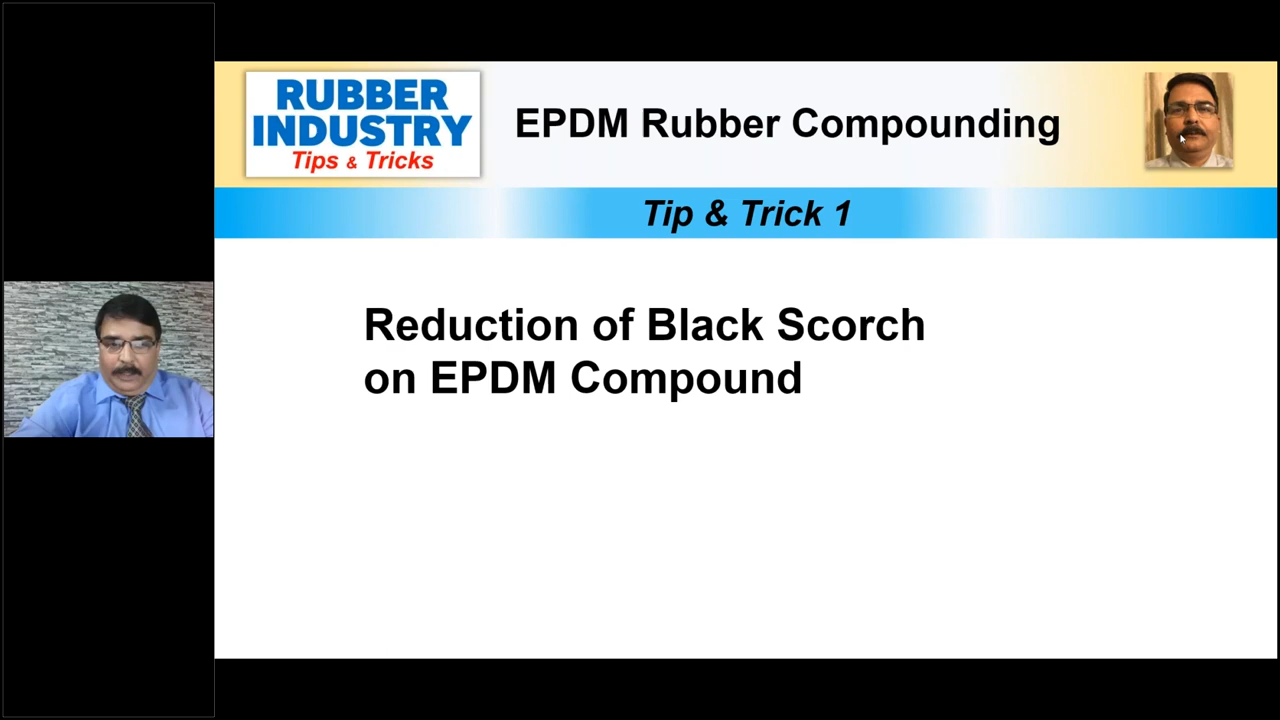 RUBBER
INDUSTRY
Tips & Tricks
EPDM Rubber Compounding
Tip & Trick 1
Reduction of Black Scorch
on EPDM Compound